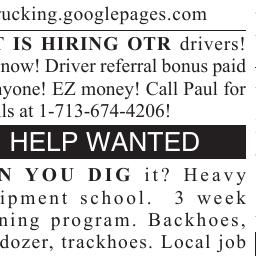 rucking.googlepages.com
T IS HIRING OTR drivers!
now! Driver referral bonus paid
nyone! EZ money! Call Paul for
ls at 1-713-674-4206!
HELP WANTED
N YOU DIG it? Heavy
ipment school. 3 week
ning program. Backhoes,
dozer, trackhoes. Local job